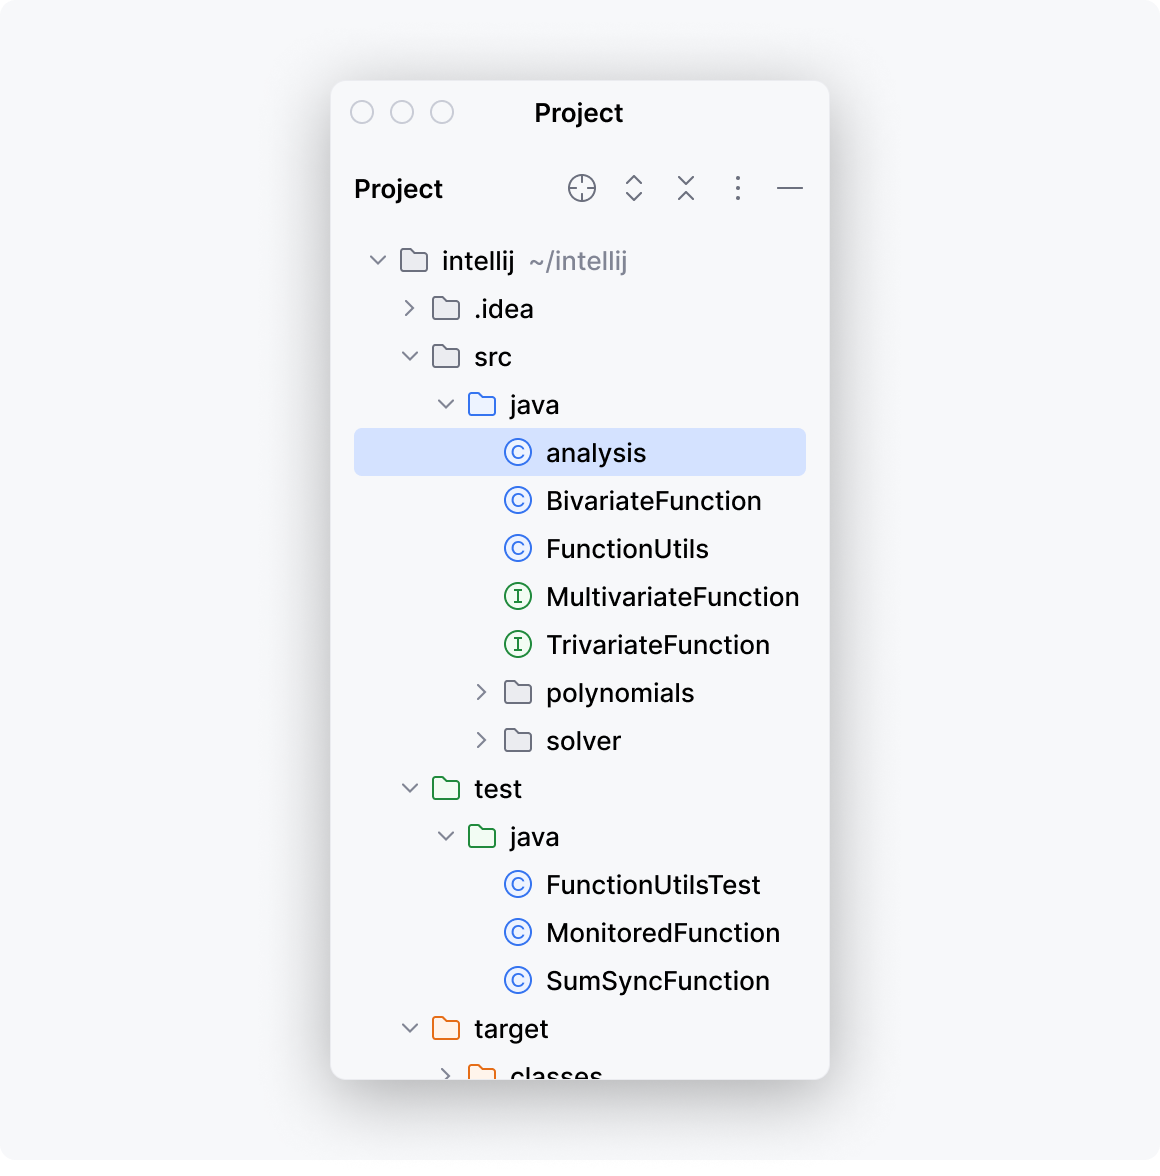 Project
Project
intellij ~/intellij
.idea
src
java
analysis
BivariateFunction
FunctionUtils
MultivariateFunction
TrivariateFunction
polynomials
solver
test
java
FunctionUtilsTest
MonitoredFunction
SumSyncFunction
target
classes